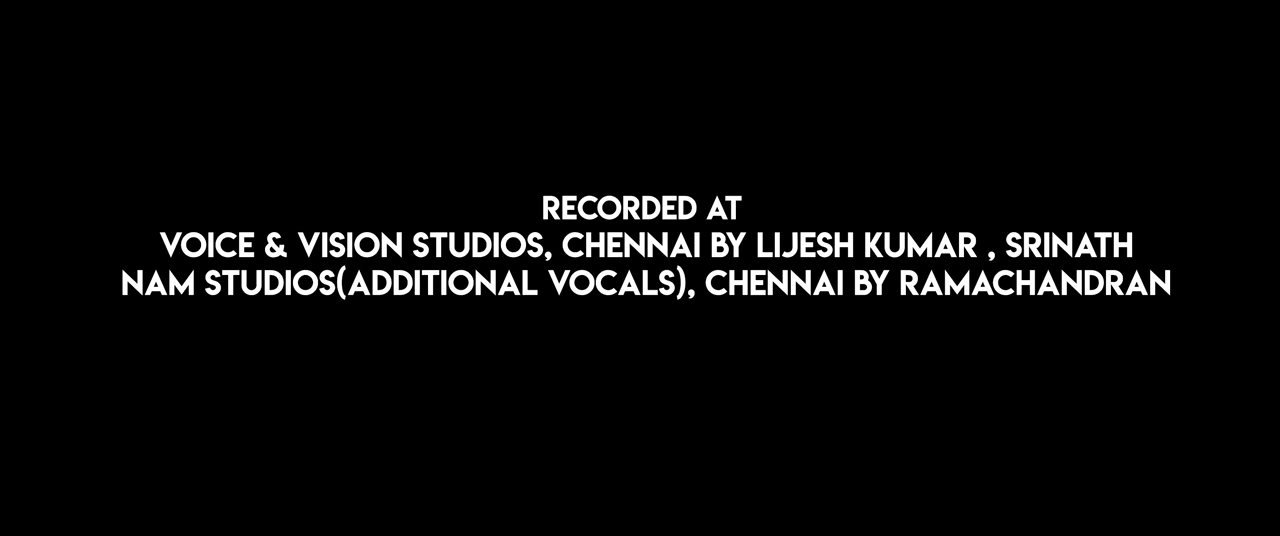 RECORDED AT
VOICE & VISION STUDIOS, CHENNAI BY LIJESH KUMAR , SRINATH
NAM STUDIOS(ADDITIONAL VOCALS), CHENNAI BY RAMACHANDRAN